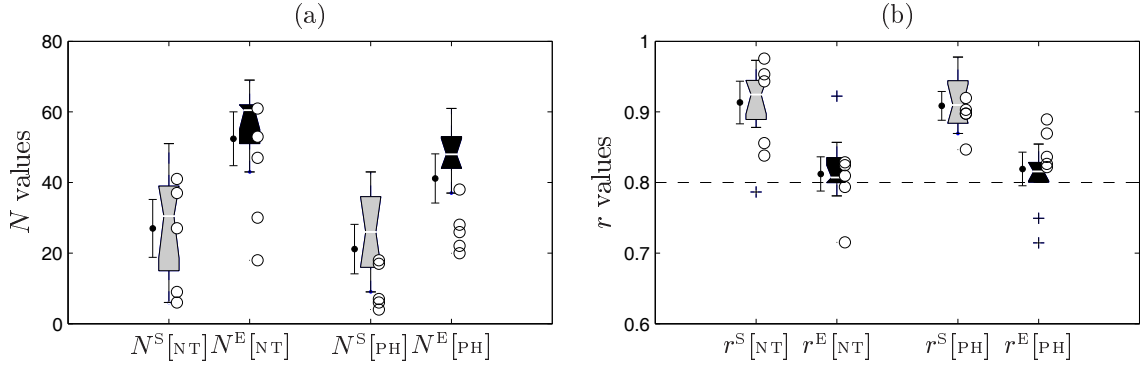 (a)
(b)
N values
80
60
40
20
0
N^S[NT] N^E[NT] N^S[PH] N^E[PH]
r values
1
0.9
0.8
0.7
0.6
r^S[NT] r^E[NT] r^S[PH] r^E[PH]